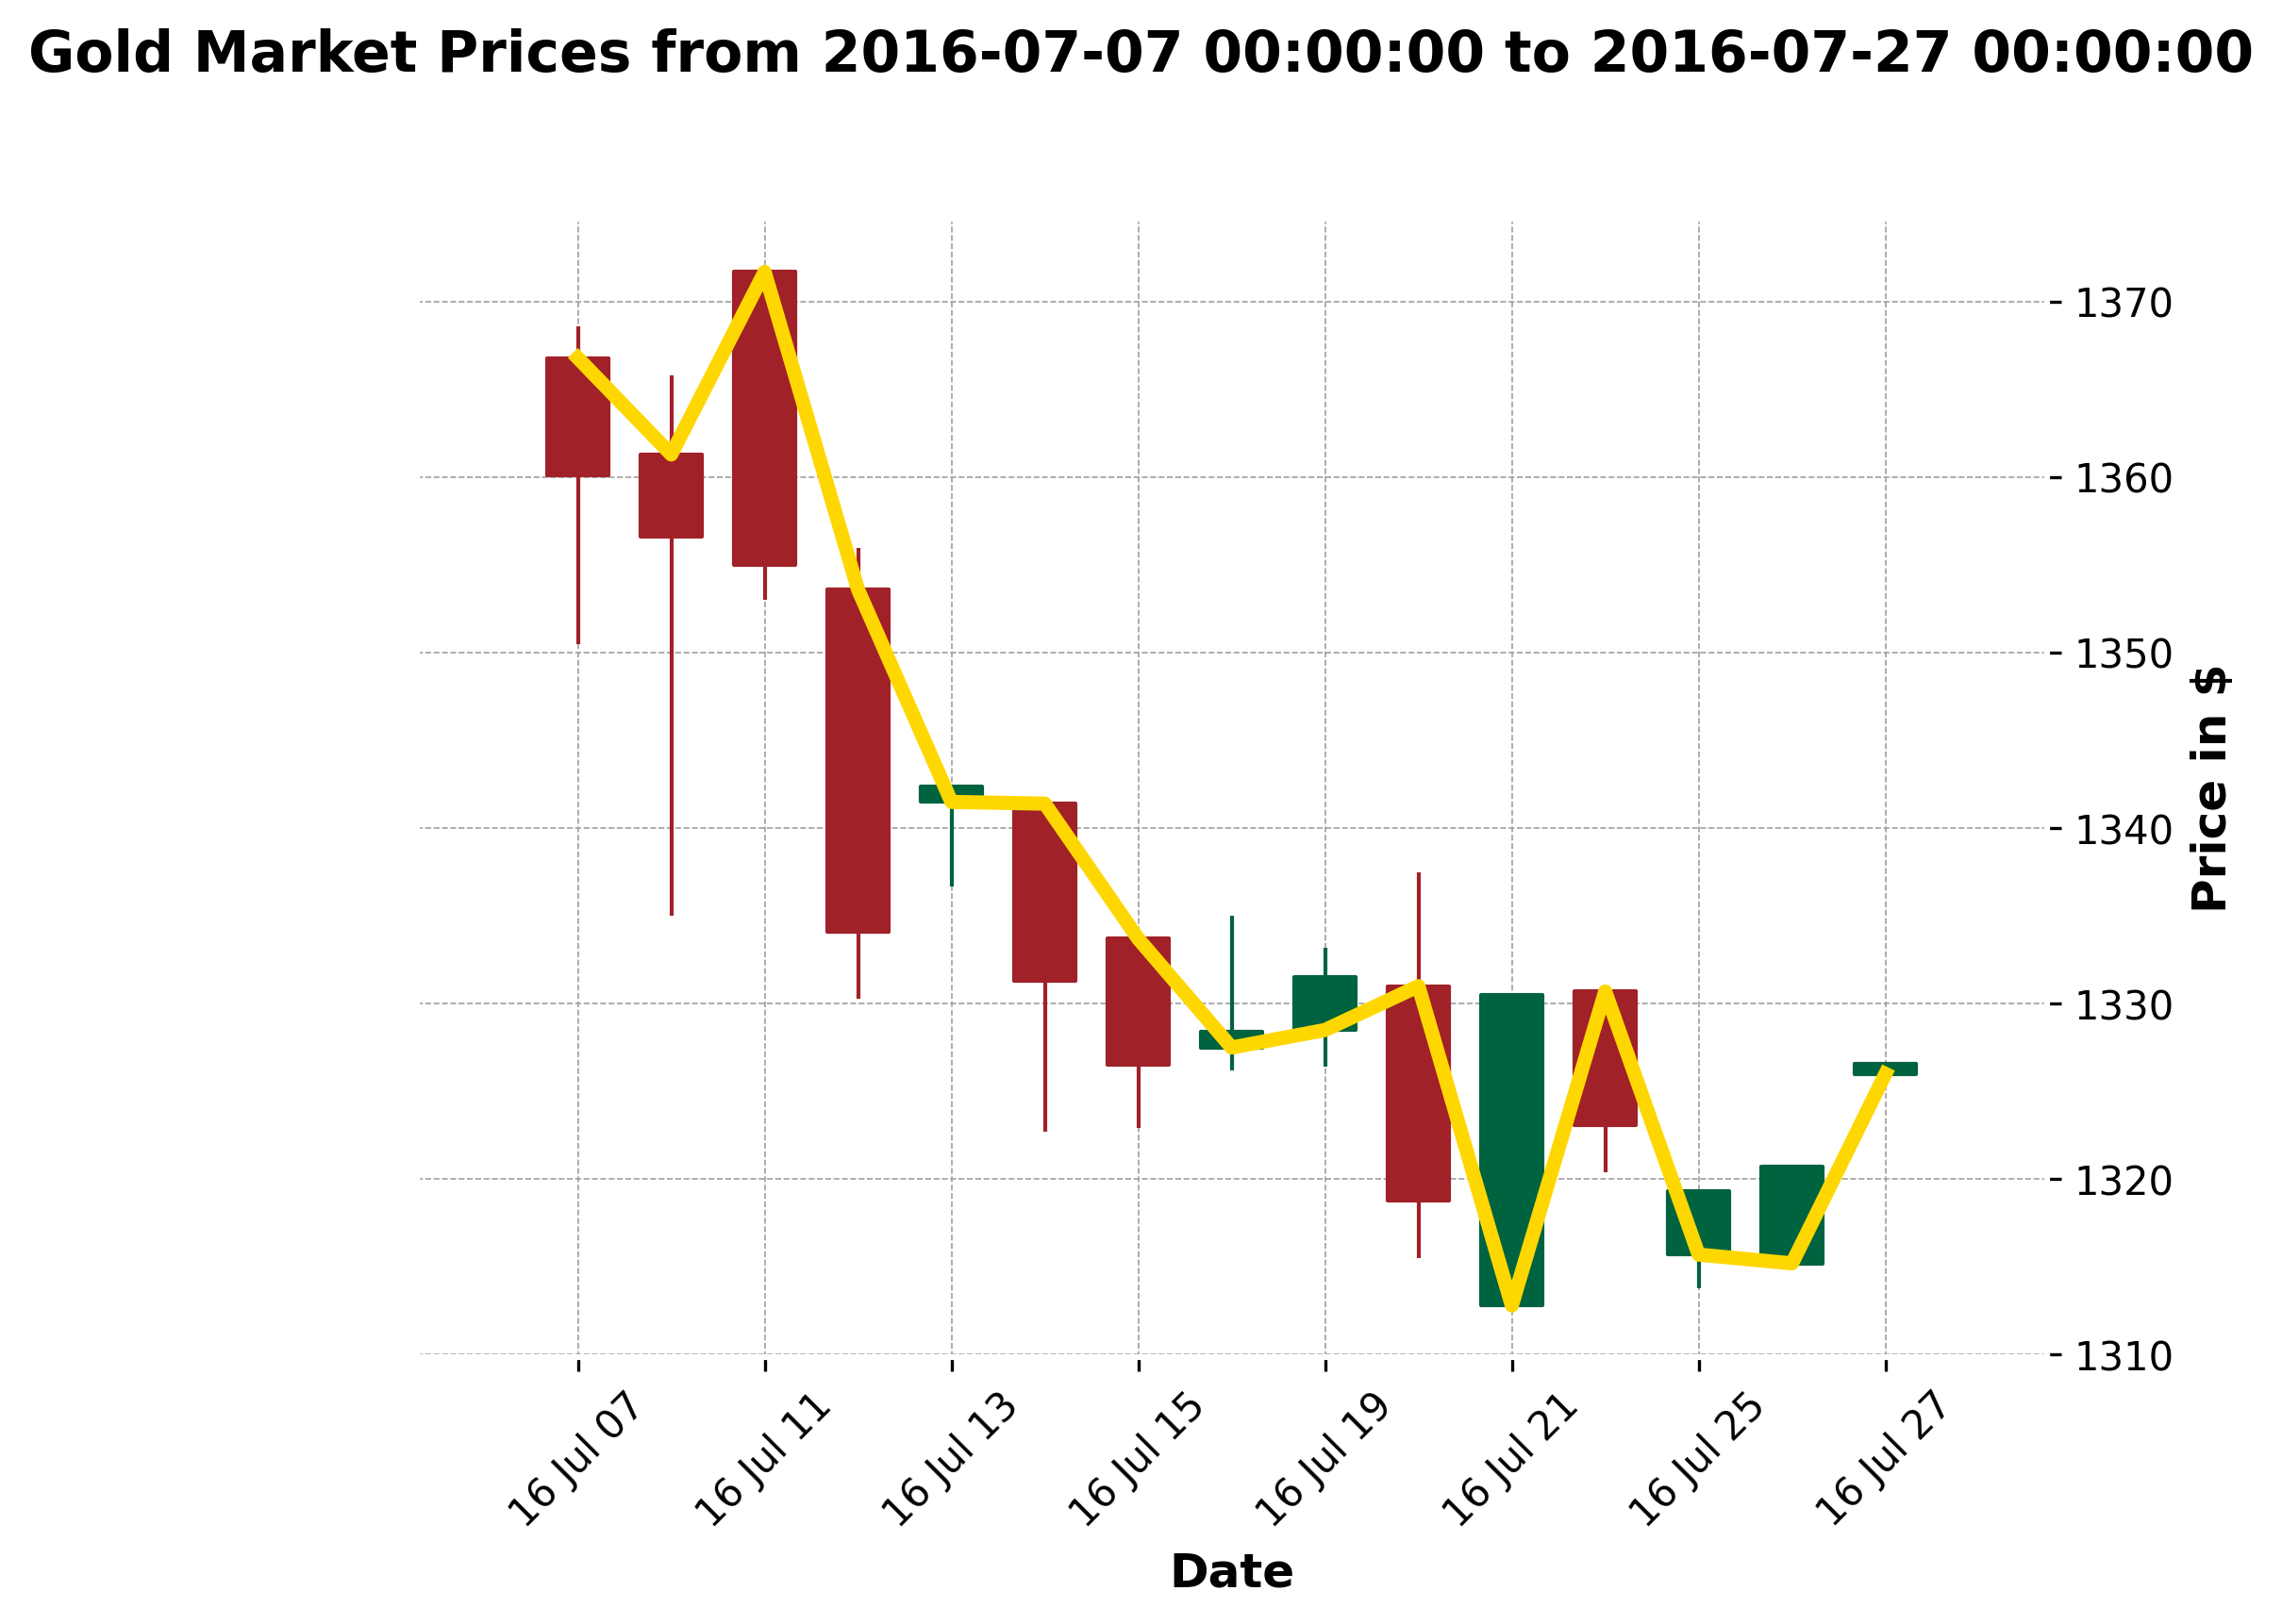 Gold Market Prices from 2016-07-07 00:00:00 to 2016-07-27 00:00:00
1370
1360
1350
1340
1330
1320
1310
Price in $
16 Jul 07
16 Jul 11
16 Jul 13
16 Jul 15
16 Jul 19
16 Jul 21
16 Jul 25
16 Jul 27
Date